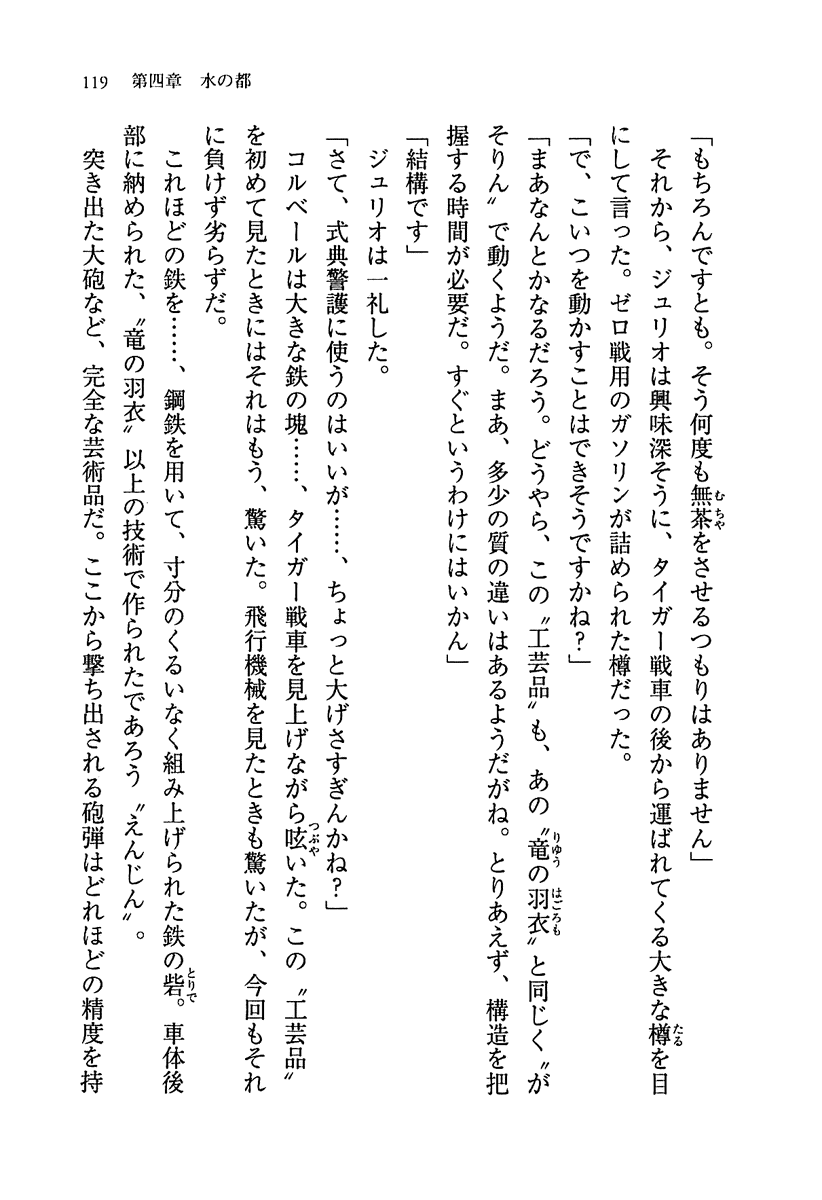 119　第四章　水の都
「もちろんですとも。そう何度も無茶をさせるつもりはありません」
　それから、ジュリオは興味深そうに、タイガー戦車の後から運ばれてくる大きな樽を目
にして言った。ゼロ戦用のガソリンが詰められた樽だった。
「で、こいつを動かすことはできそうですかね？」
「まあなんとかなるだろう。どうやら、この〝工芸品〟も、あの〝竜の羽衣〟と同じく〝が
そりん〟で動くようだ。まあ、多少の質の違いはあるようだがね。とりあえず、構造を把
握する時間が必要だ。すぐというわけにはいかん」
「結構です」
　ジュリオは一礼した。
「さて、式典警護に使うのはいいが……、ちょっと大げさすぎんかね？」
　コルベールは大きな鉄の塊……、タイガー戦車を見上げながら呟いた。この〝工芸品〟
を初めて見たときにはそれはもう、驚いた。飛行機械を見たときも驚いたが、今回もそれ
に負けず劣らずだ。
　これほどの鉄を……、鋼鉄を用いて、寸分のくるいなく組み上げられた鉄の砦。車体後
部に納められた、〝竜の羽衣〟以上の技術で作られたであろう〝えんじん〟。
　突き出た大砲など、完全な芸術品だ。ここから撃ち出される砲弾はどれほどの精度を持